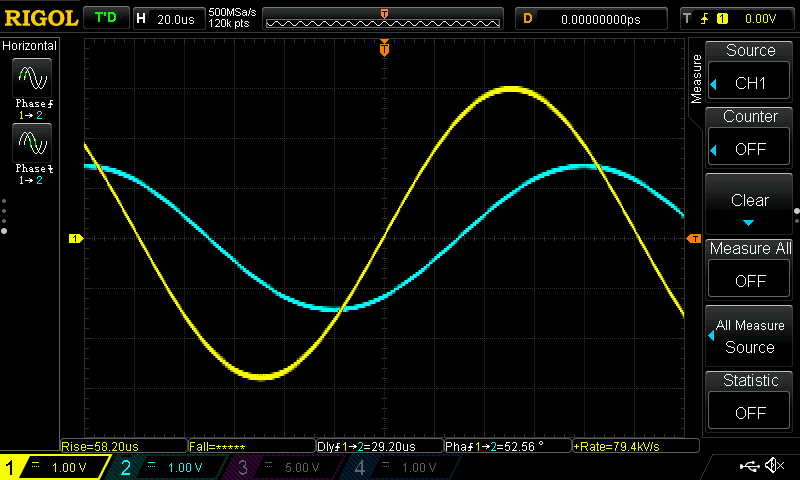 RIGOL T'D H 20.0us 500MSa/s 120k pts T D 0.00000000ps T 1 0.00V
Horizontal
Phase
1→2
Phase
1→2
Measure
Source
CH1
Counter
OFF
Clear
Measure All
OFF
All Measure
Source
Statistic
OFF
T
1
T
Rise=58.20us Fall=***** Dly1→2=29.20us Pha1→2=52.56° +Rate=79.4kV/s
1 1.00 V 2 1.00 V 3 5.00 V 4 1.00 V